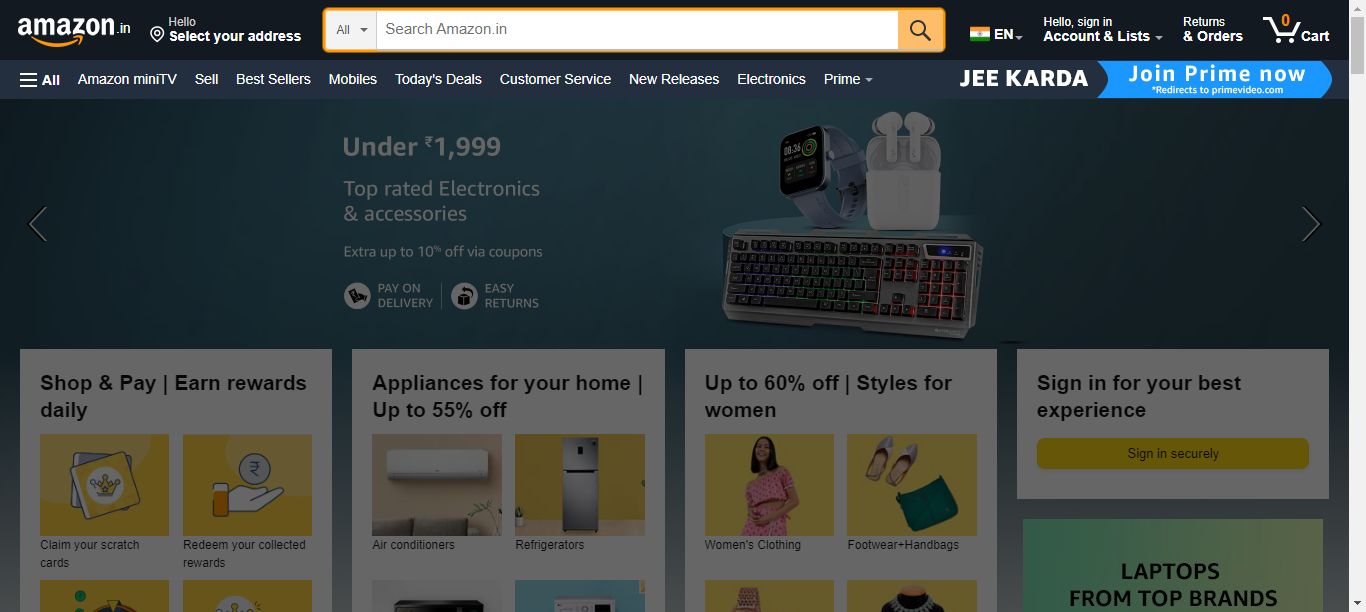 amazon.in
Hello
Select your address
All
Search Amazon.in
EN
Hello, sign in
Account & Lists
Returns
& Orders
0
Cart
All
Amazon miniTV
Sell
Best Sellers
Mobiles
Today's Deals
Customer Service
New Releases
Electronics
Prime
JEE KARDA
Join Prime now
*Redirects to primevideo.com
Under ₹1,999
Top rated Electronics
& accessories
Extra up to 10% off via coupons
PAY ON
DELIVERY
EASY
RETURNS
08:36
Shop & Pay | Earn rewards
daily
Claim your scratch
cards
Redeem your collected
rewards
Appliances for your home |
Up to 55% off
Air conditioners
Refrigerators
Up to 60% off | Styles for
women
Women's Clothing
Footwear+Handbags
Sign in for your best
experience
Sign in securely
LAPTOPS
FROM TOP BRANDS